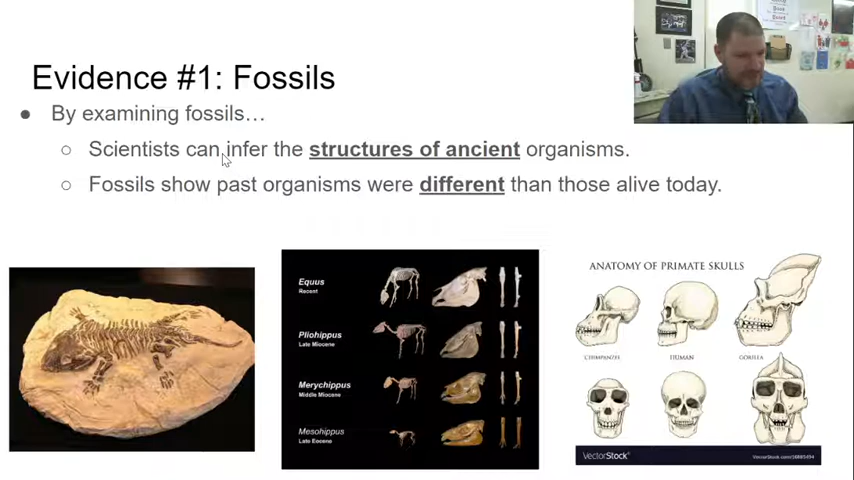 Evidence #1: Fossils
● By examining fossils…
○ Scientists can infer the structures of ancient organisms.
○ Fossils show past organisms were different than those alive today.
Equus
Recent
Pliohippus
Late Miocene
Merychippus
Middle Miocene
Mesohippus
Late Eocene
ANATOMY OF PRIMATE SKULLS
CHIMPANZEE HUMAN GORILLA
VectorStock®